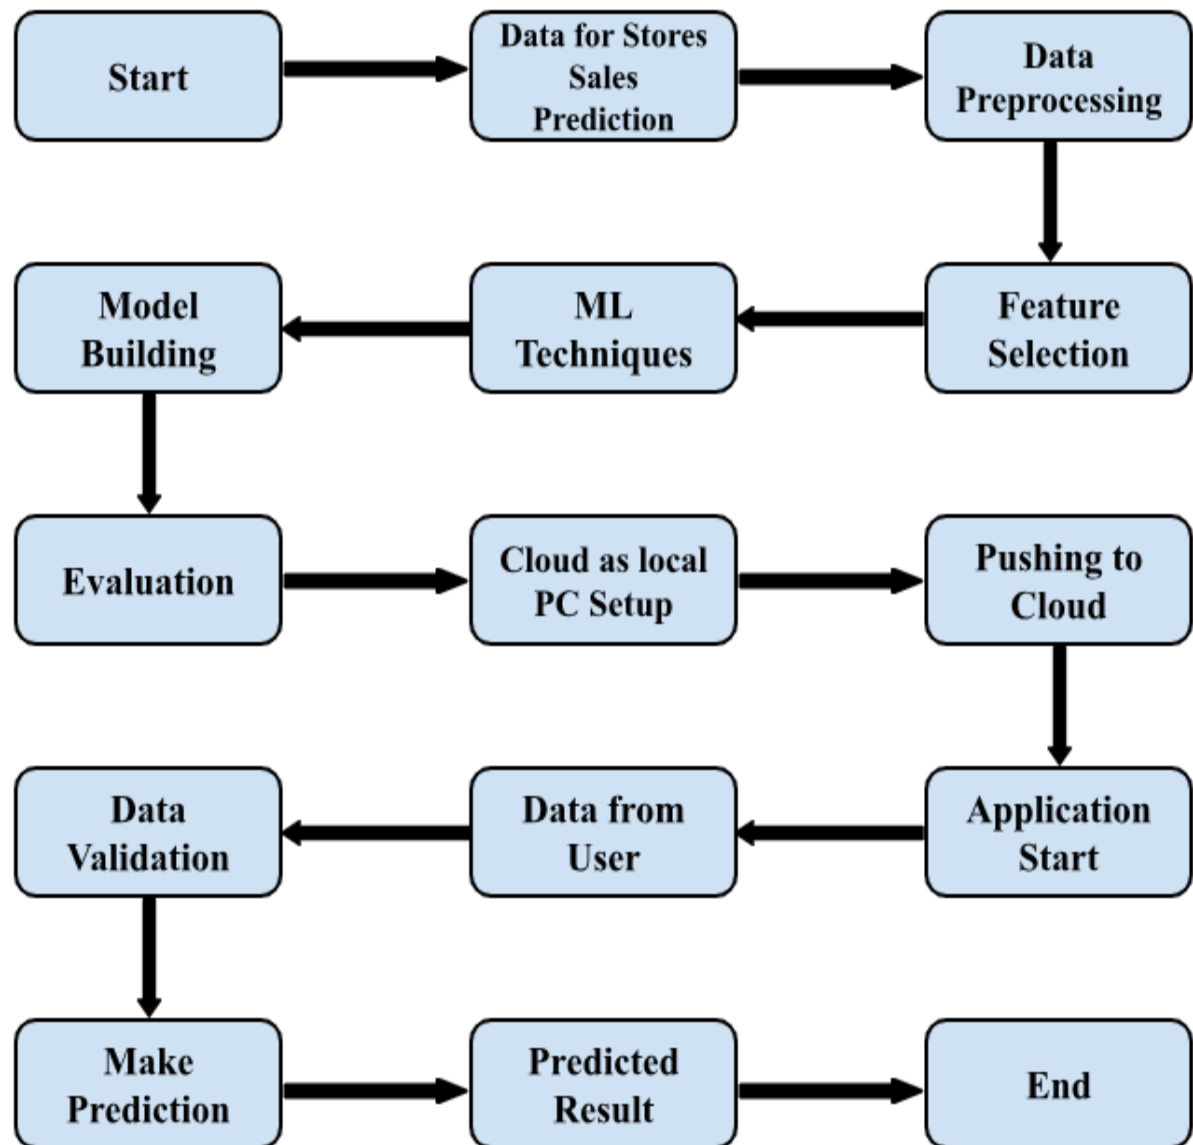 Start
Data for Stores
Sales
Prediction
Data
Preprocessing
Model
Building
ML
Techniques
Feature
Selection
Evaluation
Cloud as local
PC Setup
Pushing to
Cloud
Data
Validation
Data from
User
Application
Start
Make
Prediction
Predicted
Result
End